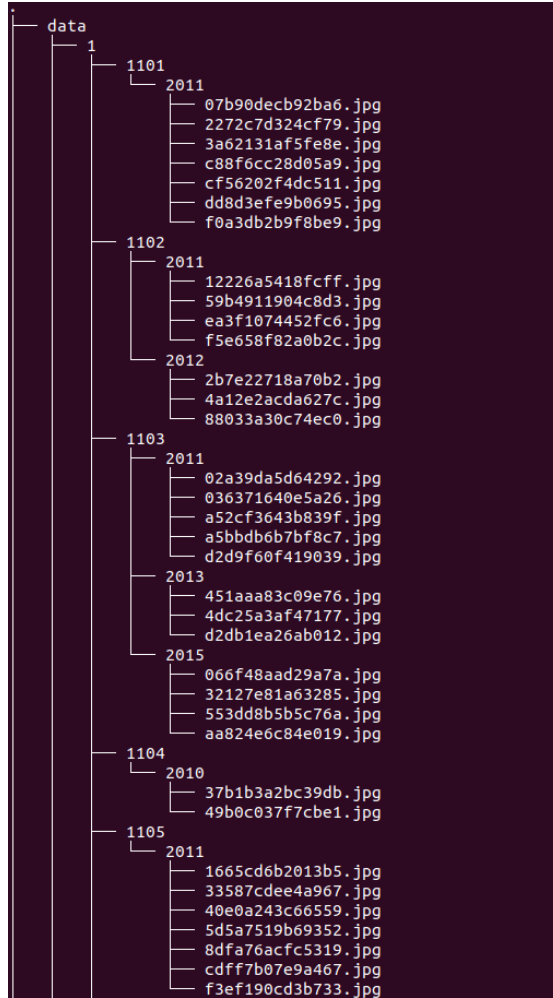 .
├── data
│   ├── 1
│   │   ├── 1101
│   │   │   └── 2011
│   │   │       ├── 07b90decb92ba6.jpg
│   │   │       ├── 2272c7d324cf79.jpg
│   │   │       ├── 3a62131af5fe8e.jpg
│   │   │       ├── c88f6cc28d05a9.jpg
│   │   │       ├── cf56202f4dc511.jpg
│   │   │       ├── dd8d3efe9b0695.jpg
│   │   │       └── f0a3db2b9f8be9.jpg
│   │   ├── 1102
│   │   │   ├── 2011
│   │   │   │   ├── 12226a5418fcff.jpg
│   │   │   │   ├── 59b4911904c8d3.jpg
│   │   │   │   ├── ea3f1074452fc6.jpg
│   │   │   │   └── f5e658f82a0b2c.jpg
│   │   │   └── 2012
│   │   │       ├── 2b7e22718a70b2.jpg
│   │   │       ├── 4a12e2acda627c.jpg
│   │   │       └── 88033a30c74ec0.jpg
│   │   ├── 1103
│   │   │   ├── 2011
│   │   │   │   ├── 02a39da5d64292.jpg
│   │   │   │   ├── 036371640e5a26.jpg
│   │   │   │   ├── a52cf3643b839f.jpg
│   │   │   │   ├── a5bbdb6b7bf8c7.jpg
│   │   │   │   └── d2d9f60f419039.jpg
│   │   │   ├── 2013
│   │   │   │   ├── 451aaa83c09e76.jpg
│   │   │   │   ├── 4dc25a3af47177.jpg
│   │   │   │   └── d2db1ea26ab012.jpg
│   │   │   └── 2015
│   │   │       ├── 066f48aad29a7a.jpg
│   │   │       ├── 32127e81a63285.jpg
│   │   │       ├── 553dd8b5b5c76a.jpg
│   │   │       └── aa824e6c84e019.jpg
│   │   ├── 1104
│   │   │   └── 2010
│   │   │       ├── 37b1b3a2bc39db.jpg
│   │   │       └── 49b0c037f7cbe1.jpg
│   │   ├── 1105
│   │   │   └── 2011
│   │   │       ├── 1665cd6b2013b5.jpg
│   │   │       ├── 33587cdee4a967.jpg
│   │   │       ├── 40e0a243c66559.jpg
│   │   │       ├── 5d5a7519b69352.jpg
│   │   │       ├── 8dfa76acfc5319.jpg
│   │   │       ├── cdff7b07e9a467.jpg
│   │   │       └── f3ef190cd3b733.jpg